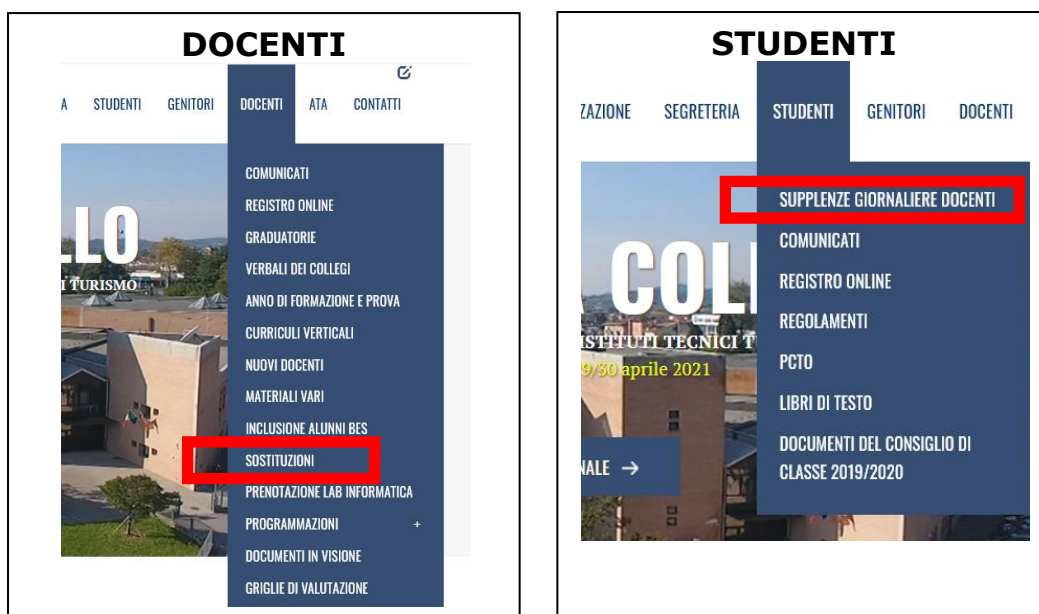 DOCENTI
A STUDENTI GENITORI DOCENTI ATA CONTATTI
COMUNICATI
REGISTRO ONLINE
GRADUATORIE
VERBALI DEI COLLEGI
ANNO DI FORMAZIONE E PROVA
CURRICULI VERTICALI
NUOVI DOCENTI
MATERIALI VARI
INCLUSIONE ALUNNI BES
SOSTITUZIONI
PRENOTAZIONE LAB INFORMATICA
PROGRAMMAZIONI +
DOCUMENTI IN VISIONE
GRIGLIE DI VALUTAZIONE
LLO
I TURISMO
STUDENTI
ZAZIONE SEGRETERIA STUDENTI GENITORI DOCENTI
SUPPLENZE GIORNALIERE DOCENTI
COMUNICATI
REGISTRO ONLINE
REGOLAMENTI
PCTO
LIBRI DI TESTO
DOCUMENTI DEL CONSIGLIO DI
CLASSE 2019/2020
A COLL
ISTITUTI TECNICI T
9/30 aprile 2021
NALE →